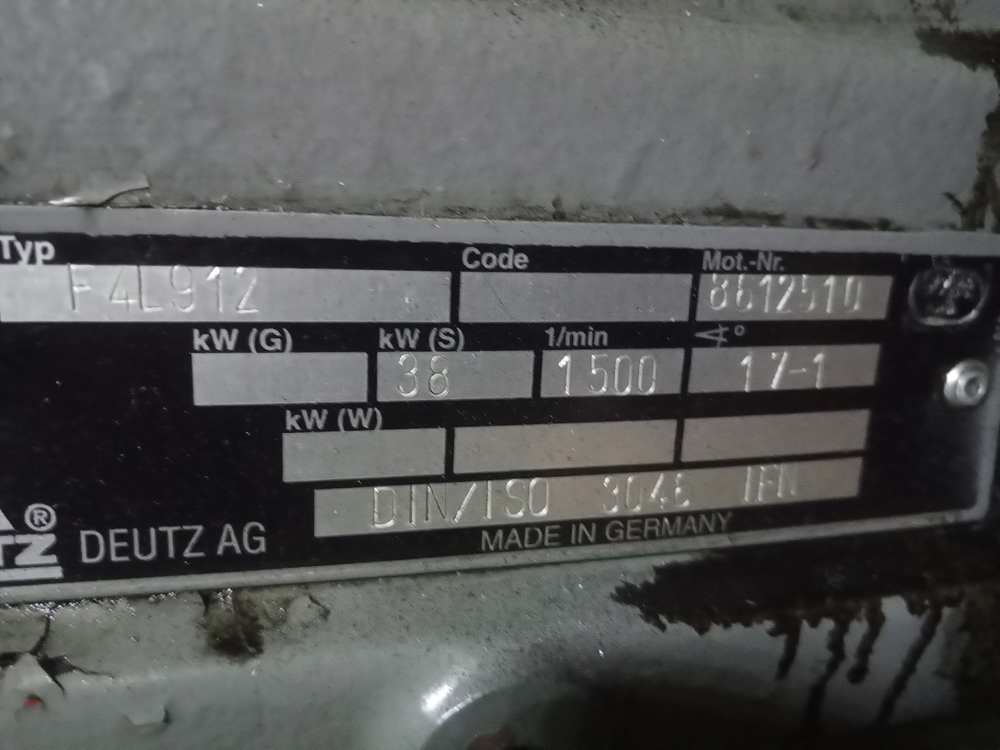 Typ Code Mot.-Nr.
F4L912 8612510
kW (G) kW (S) 1/min ∢°
38 1500 17-1
kW (W)
DIN/ISO 3046 IFN
TZ® DEUTZ AG MADE IN GERMANY